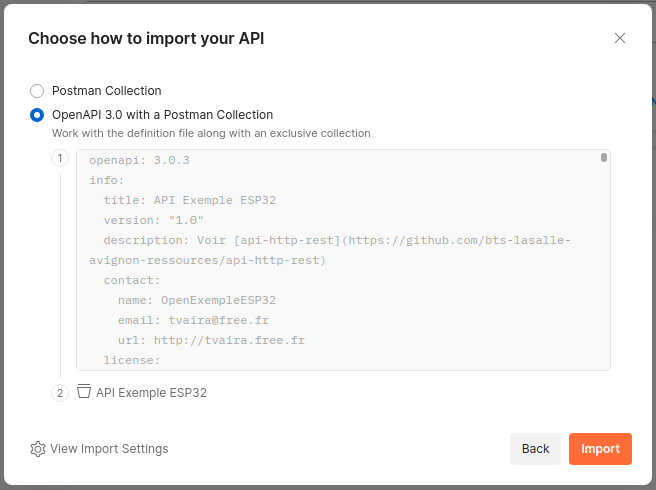 Choose how to import your API
Postman Collection
OpenAPI 3.0 with a Postman Collection
Work with the definition file along with an exclusive collection
1
openapi: 3.0.3
info:
  title: API Exemple ESP32
  version: "1.0"
  description: Voir [api-http-rest](https://github.com/bts-lasalle-
avignon-ressources/api-http-rest)
  contact:
    name: OpenExempleESP32
    email: tvaira@free.fr
    url: http://tvaira.free.fr
  license:
2 API Exemple ESP32
View Import Settings
Back
Import